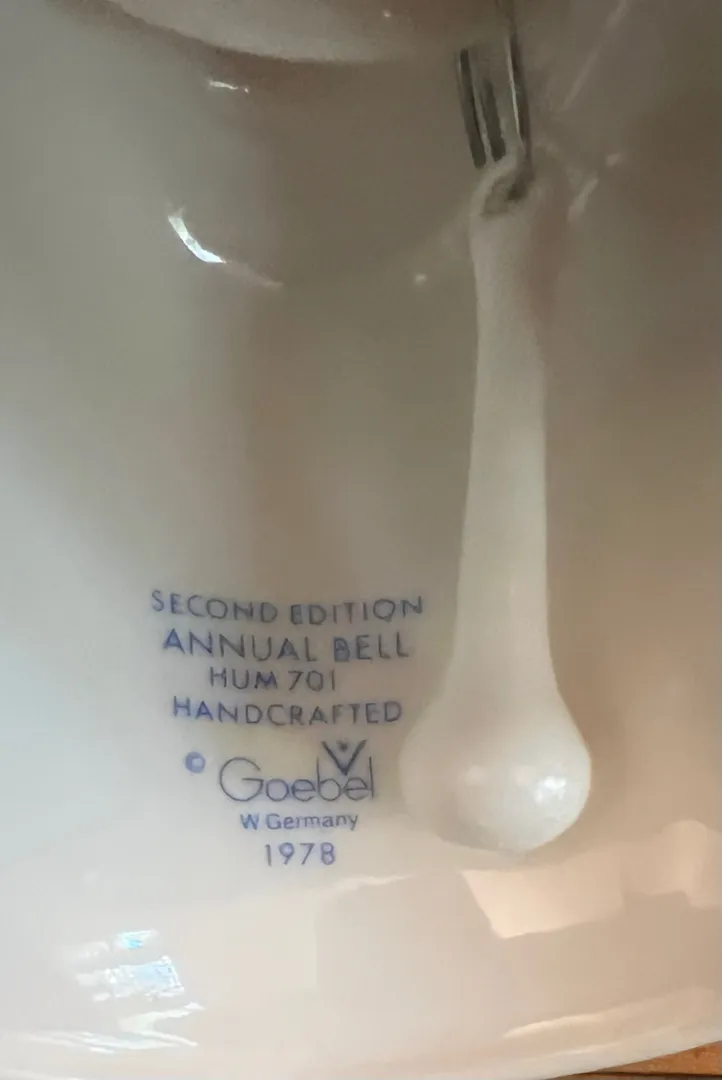 SECOND EDITION
ANNUAL BELL
HUM 701
HANDCRAFTED
© Goebel
W Germany
1978